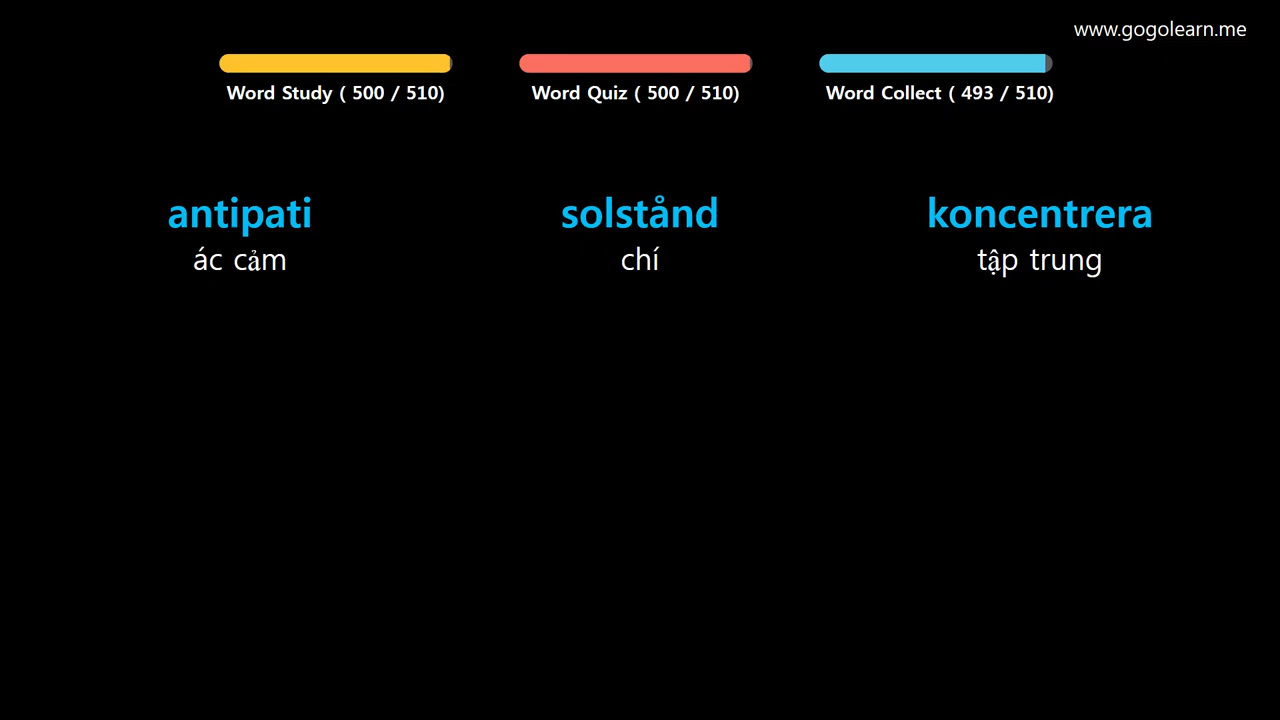 www.gogolearn.me
Word Study ( 500 / 510)
Word Quiz ( 500 / 510)
Word Collect ( 493 / 510)
antipati
ác cảm
solstånd
chí
koncentrera
tập trung